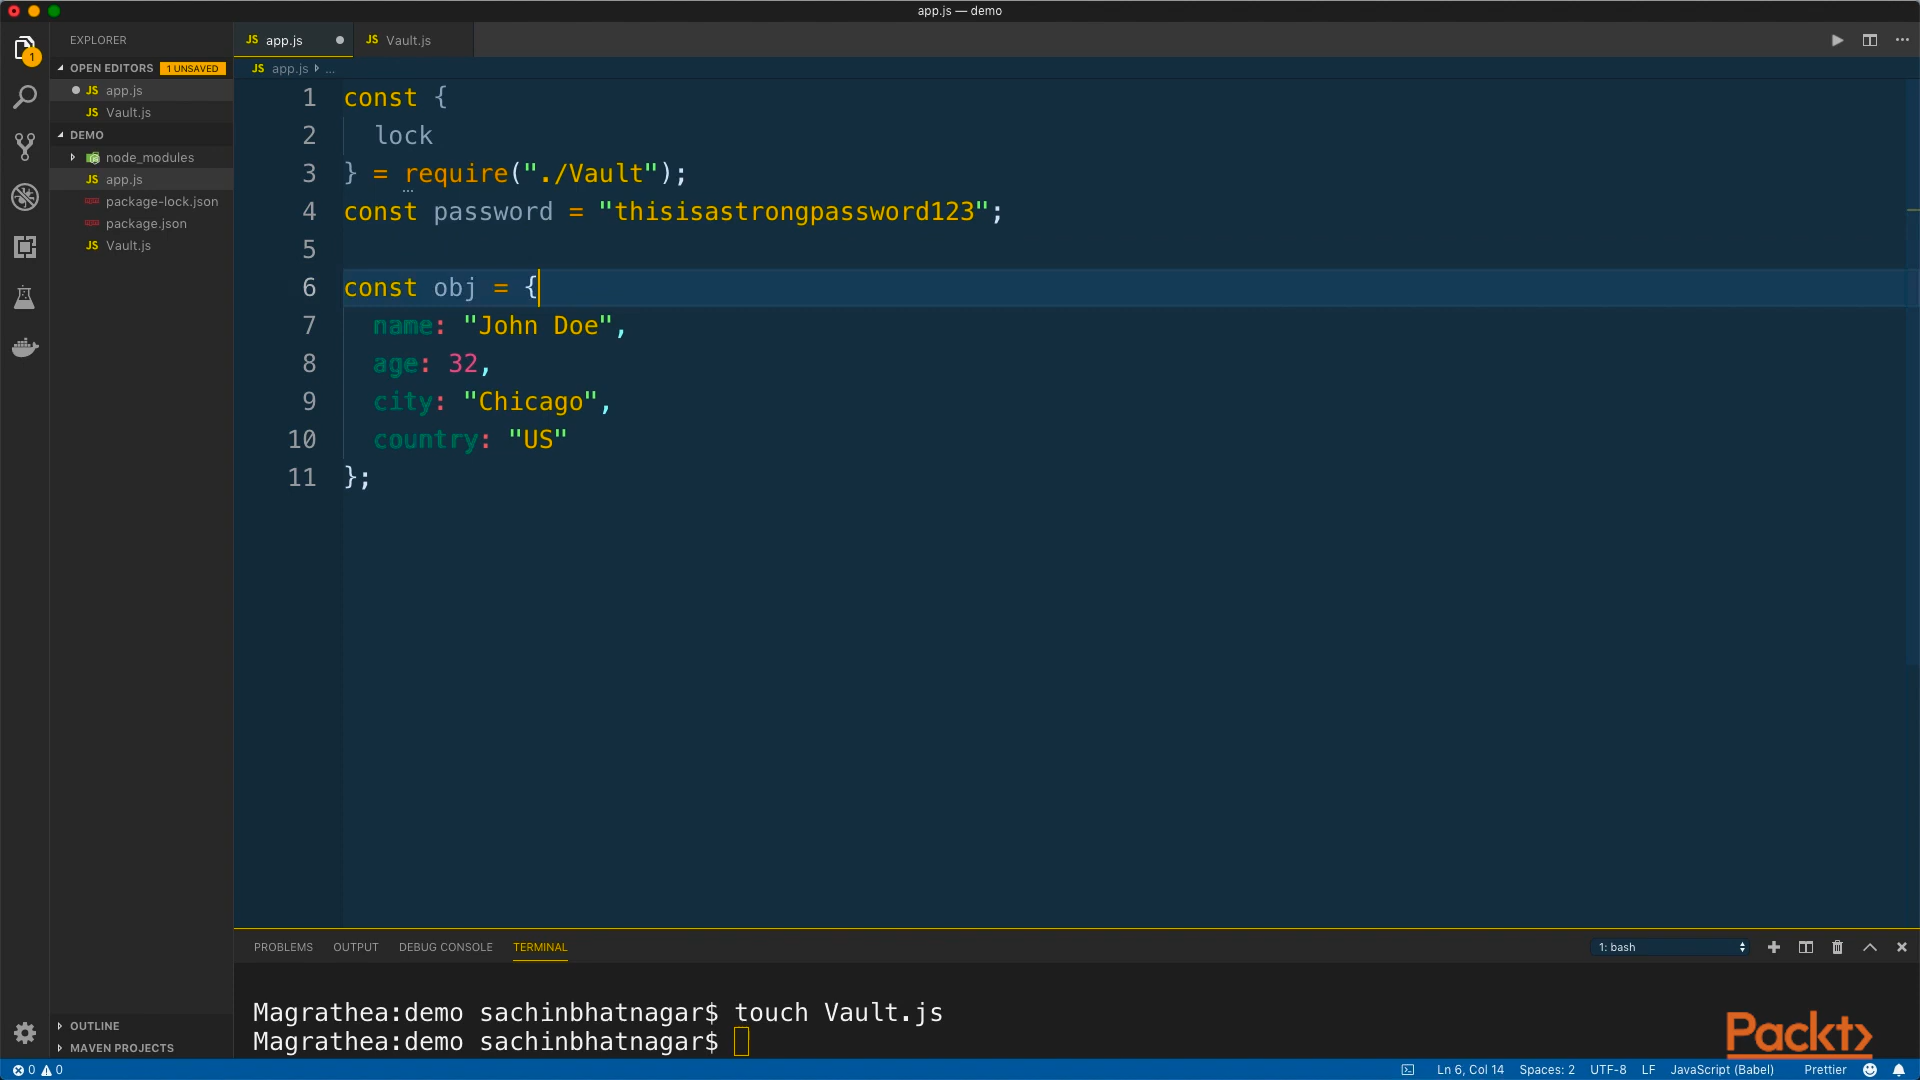 app.js — demo
EXPLORER
JS app.js
JS Vault.js
OPEN EDITORS 1 UNSAVED
JS app.js
JS Vault.js
DEMO
node_modules
JS app.js
package-lock.json
package.json
JS Vault.js
OUTLINE
MAVEN PROJECTS
1
JS app.js ...
1 const {
2 lock
3 } = require("./Vault");
4 const password = "thisisastrongpassword123";
5
6 const obj = {
7 name: "John Doe",
8 age: 32,
9 city: "Chicago",
10 country: "US"
11 };
PROBLEMS OUTPUT DEBUG CONSOLE TERMINAL 1: bash
Magrathea:demo sachinbhatnagar$ touch Vault.js
Magrathea:demo sachinbhatnagar$
Packt>
0 0 Ln 6, Col 14 Spaces: 2 UTF-8 LF JavaScript (Babel) Prettier